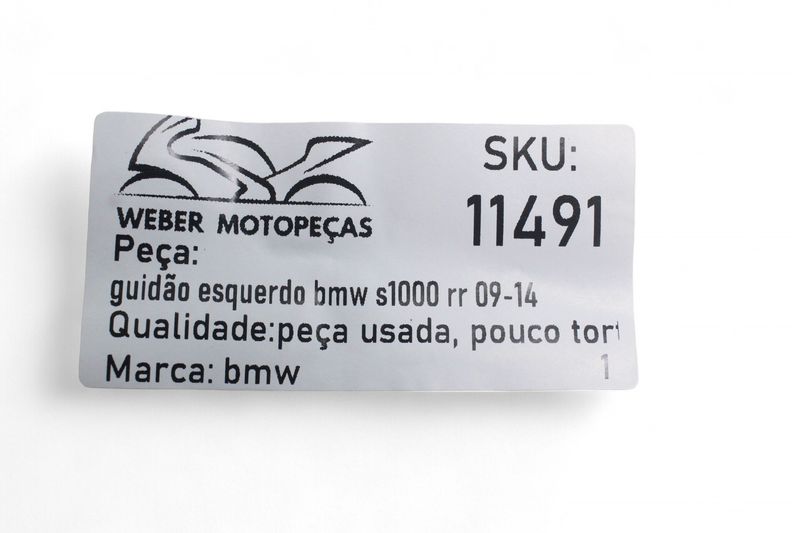 WEBER MOTOPEÇAS
SKU:
11491
Peça:
guidão esquerdo bmw s1000 rr 09-14
Qualidade:peça usada, pouco
Marca: bmw
1